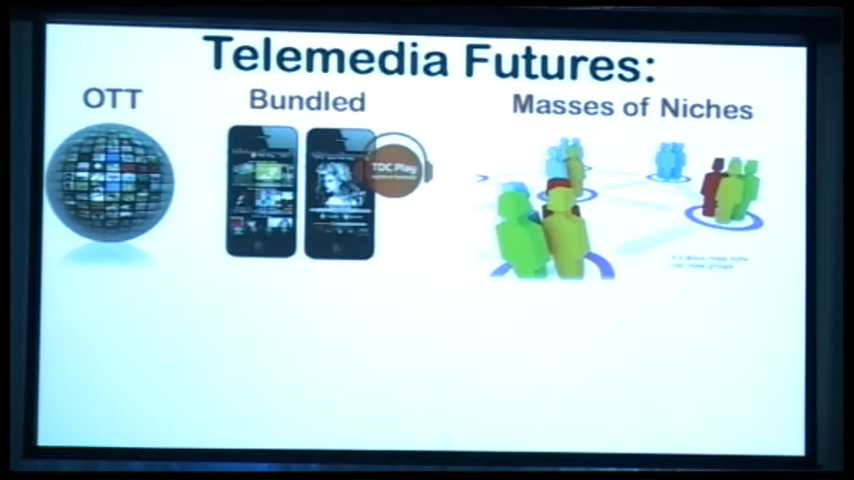 Telemedia Futures:
OTT
Bundled
Masses of Niches
TDC Play